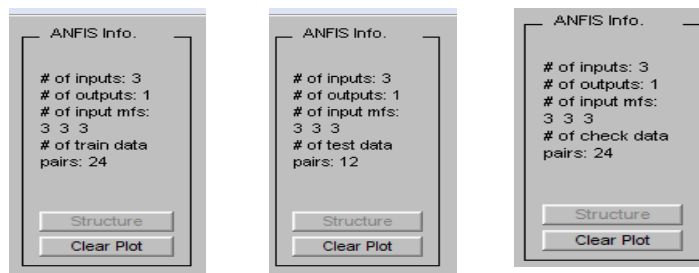 ANFIS Info.
# of inputs: 3
# of outputs: 1
# of input mfs:
3 3 3
# of train data
pairs: 24
Structure
Clear Plot
ANFIS Info.
# of inputs: 3
# of outputs: 1
# of input mfs:
3 3 3
# of test data
pairs: 12
Structure
Clear Plot
ANFIS Info.
# of inputs: 3
# of outputs: 1
# of input mfs:
3 3 3
# of check data
pairs: 24
Structure
Clear Plot